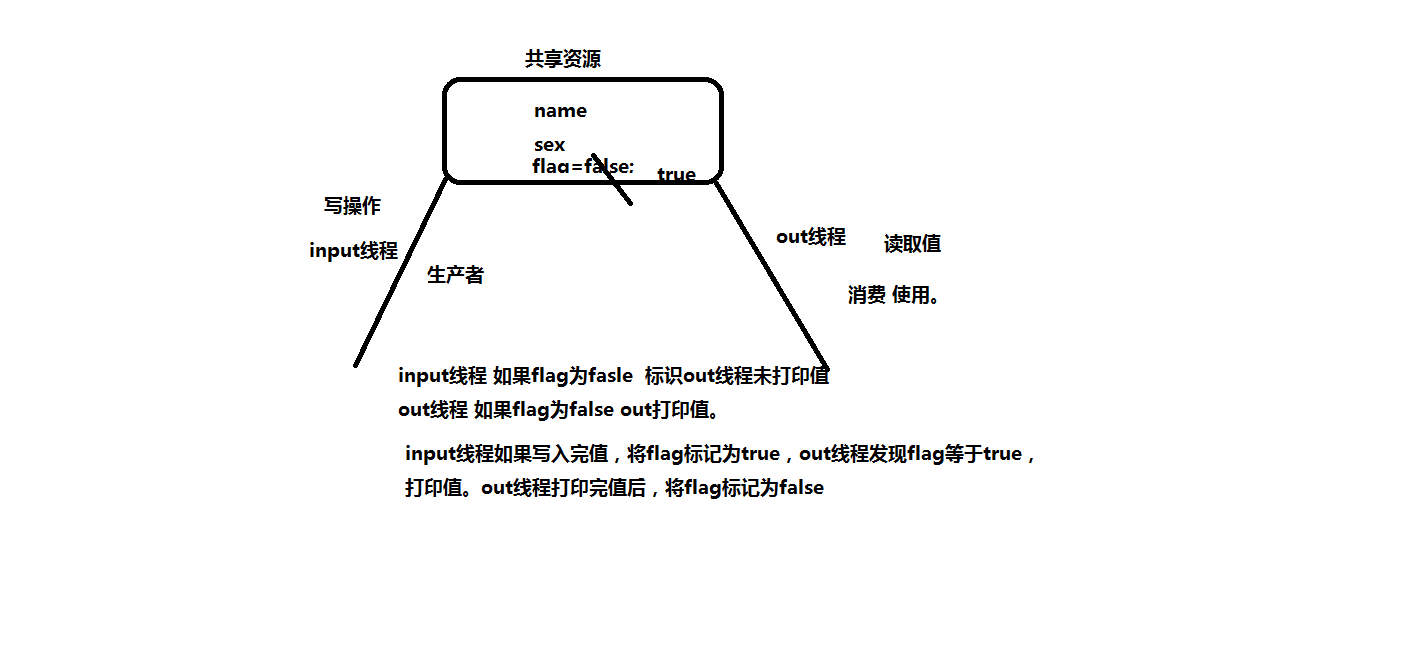 共享资源
name
sex
flag=false;
true
写操作
input线程
生产者
out线程
读取值
消费 使用。
input线程 如果flag为fasle 标识out线程未打印值
out线程 如果flag为false out打印值。
input线程如果写入完值，将flag标记为true，out线程发现flag等于true，
打印值。out线程打印完值后，将flag标记为false